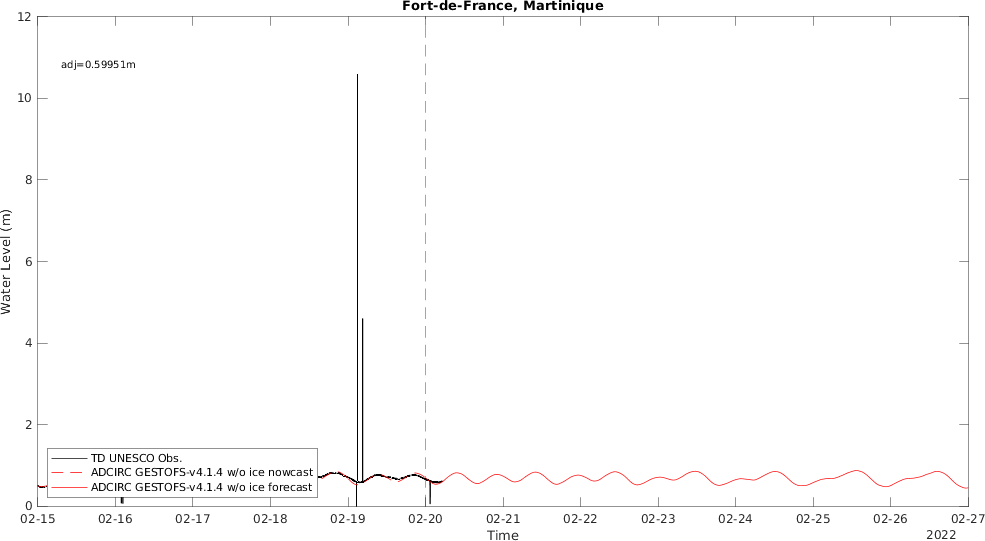 Fort-de-France, Martinique
adj=0.59951m
12
10
8
6
4
2
0
Water Level (m)
TD UNESCO Obs.
ADCIRC GESTOFS-v4.1.4 w/o ice nowcast
ADCIRC GESTOFS-v4.1.4 w/o ice forecast
02-15 02-16 02-17 02-18 02-19 02-20 02-21 02-22 02-23 02-24 02-25 02-26 02-27
Time
2022